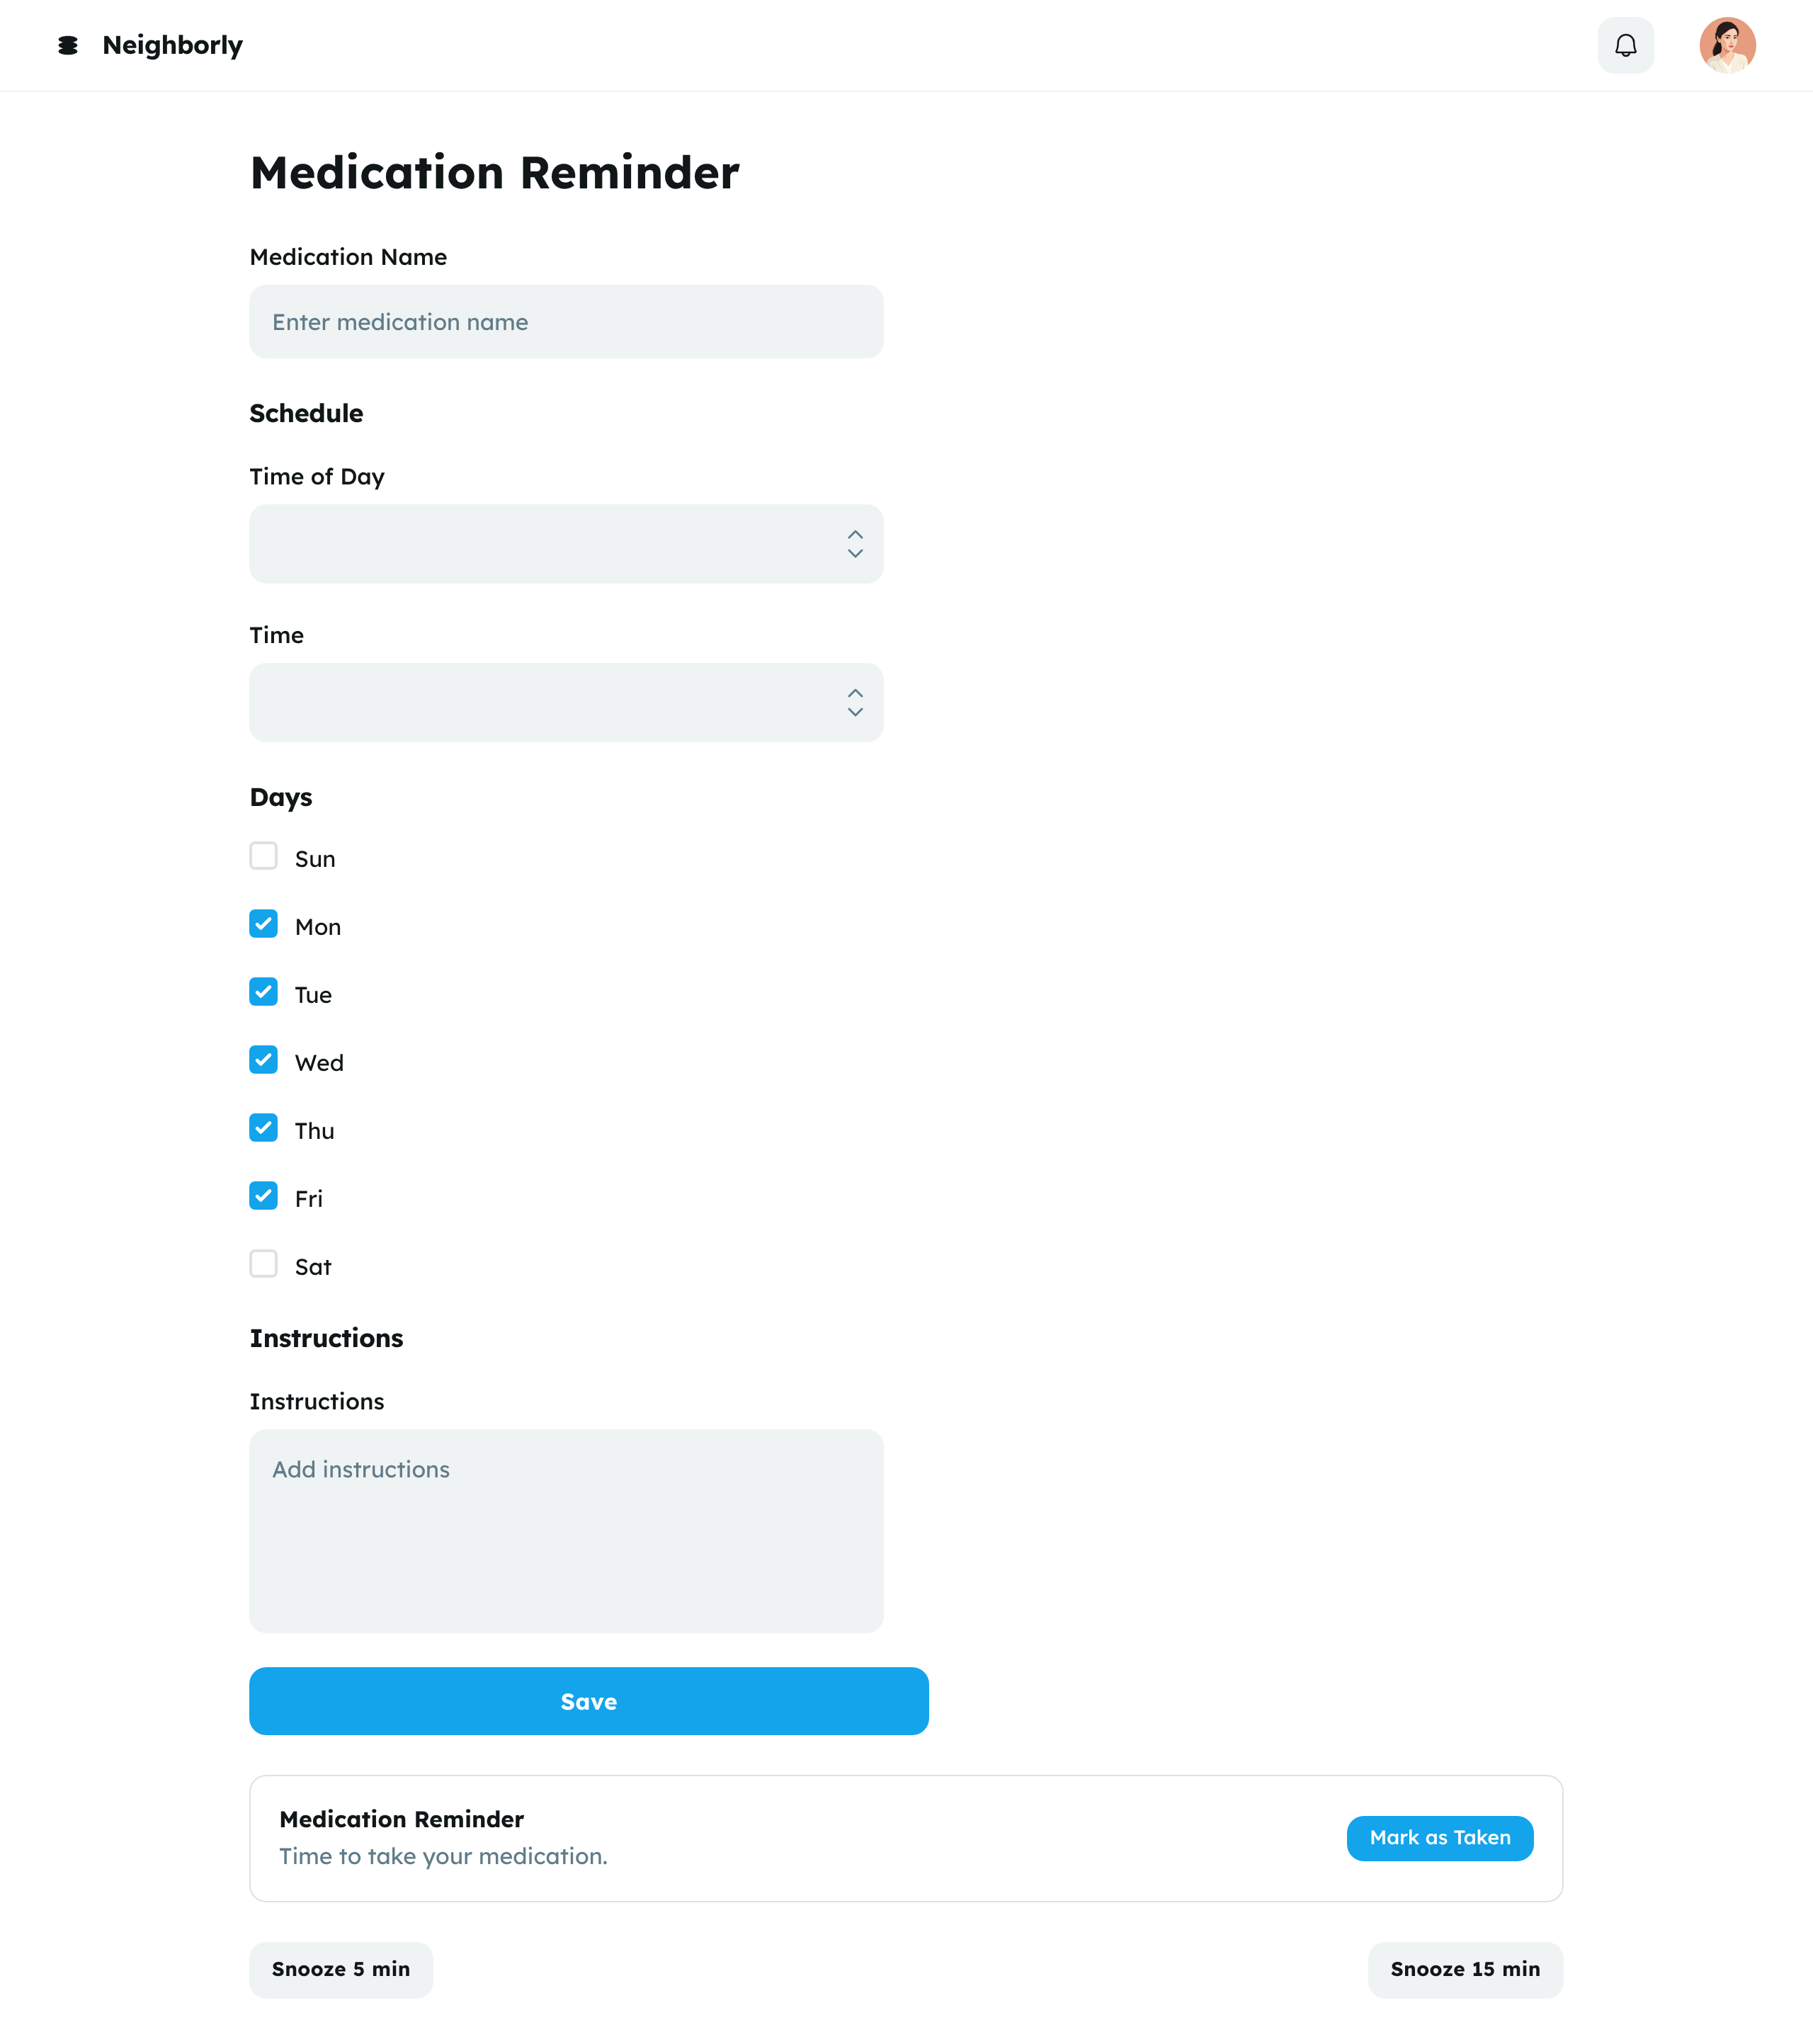 Neighborly
Medication Reminder
Medication Name
Enter medication name
Schedule
Time of Day
Time
Days
Sun
Mon
Tue
Wed
Thu
Fri
Sat
Instructions
Instructions
Add instructions
Save
Medication Reminder
Time to take your medication.
Mark as Taken
Snooze 5 min
Snooze 15 min